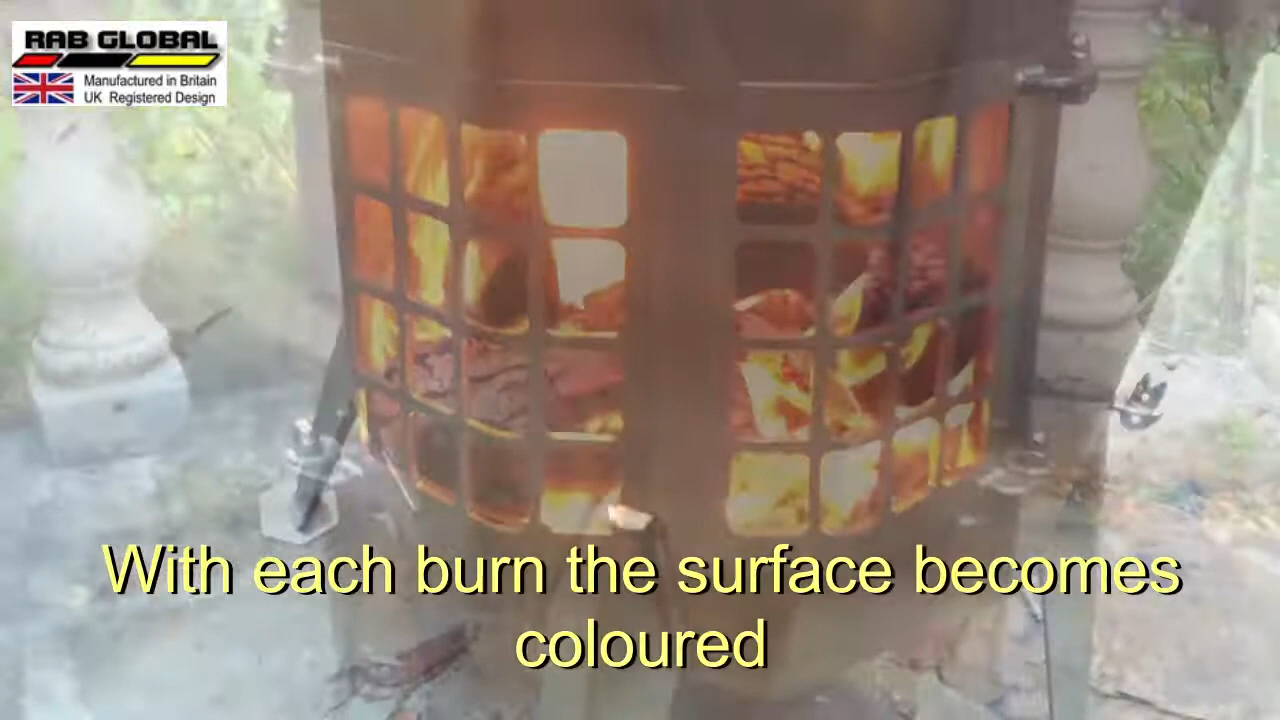 RAB GLOBAL
Manufactured in Britain
UK Registered Design
With each burn the surface becomes
coloured